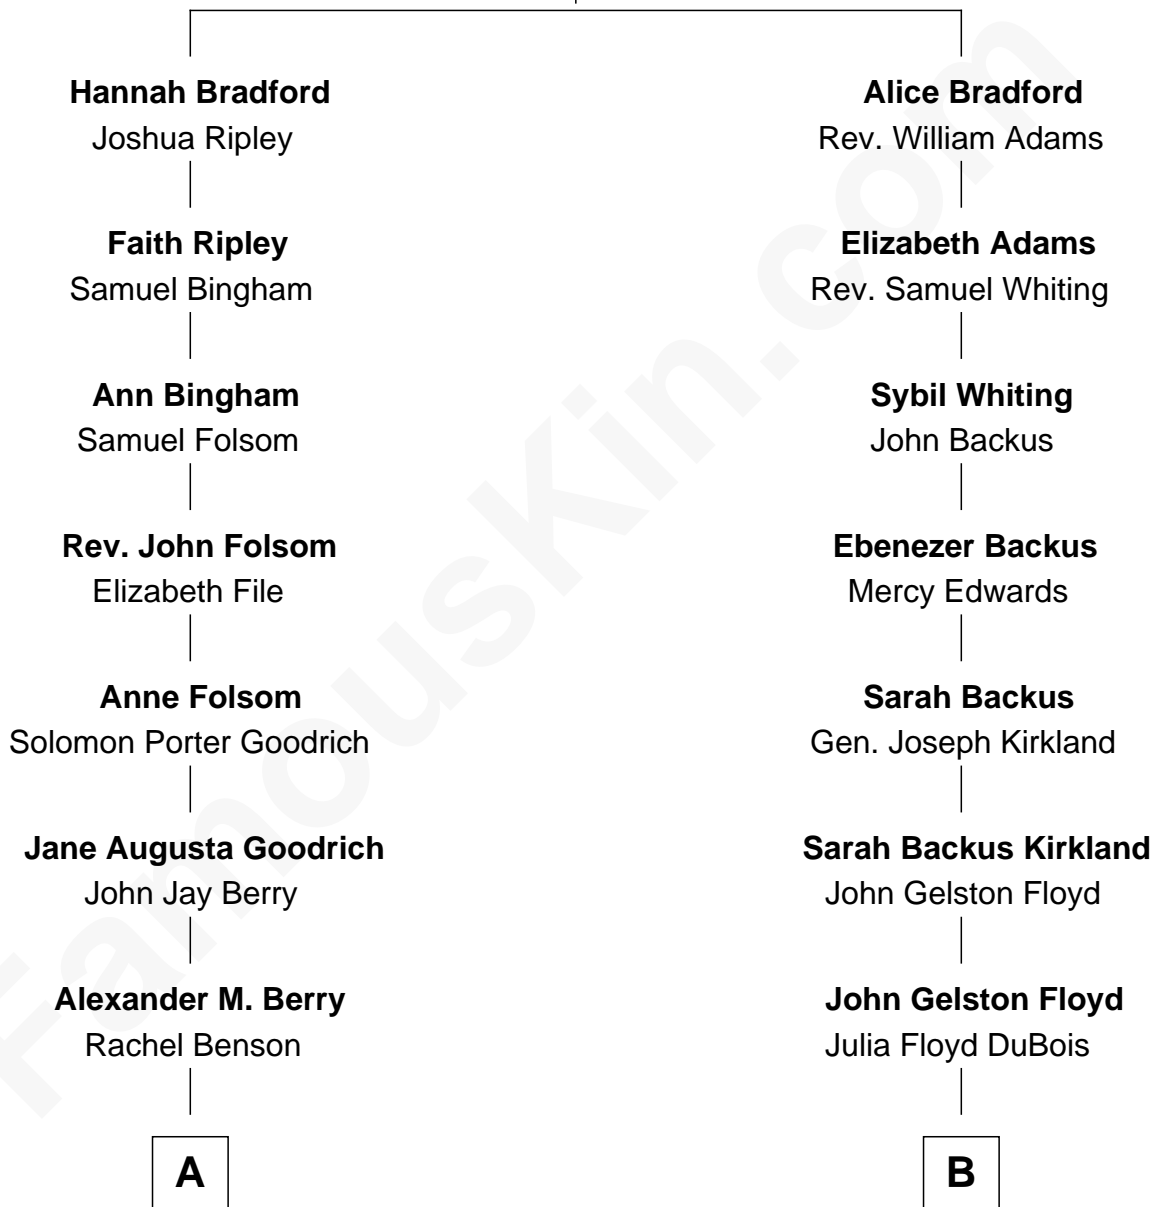 Hannah Bradford
Joshua Ripley
Alice Bradford
Rev. William Adams
Faith Ripley
Samuel Bingham
Elizabeth Adams
Rev. Samuel Whiting
Ann Bingham
Samuel Folsom
Sybil Whiting
John Backus
Rev. John Folsom
Elizabeth File
Ebenezer Backus
Mercy Edwards
Anne Folsom
Solomon Porter Goodrich
Sarah Backus
Gen. Joseph Kirkland
Jane Augusta Goodrich
John Jay Berry
Sarah Backus Kirkland
John Gelston Floyd
Alexander M. Berry
Rachel Benson
John Gelston Floyd
Julia Floyd DuBois
A
B
FamousKin.com